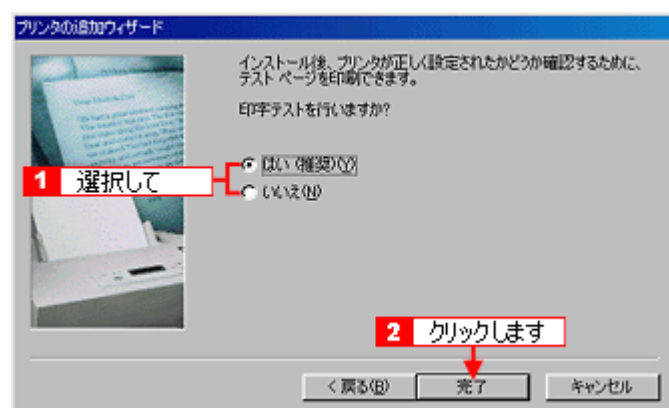 プリンタの追加ウィザード
インストール後、プリンタが正しく設定されたかどうか確認するために、
テスト ページを印刷できます。
印字テストを行いますか?
はい (推奨)(Y)
1 選択して
いいえ(N)
2 クリックします
< 戻る(B) 完了 キャンセル